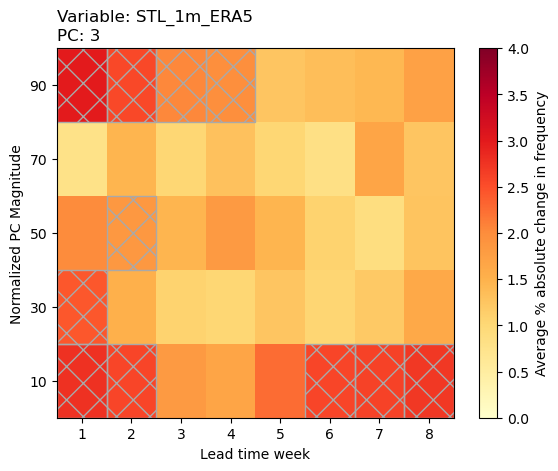 Variable: STL_1m_ERA5
PC: 3
90
70
50
30
10
Normalized PC Magnitude
1 2 3 4 5 6 7 8
Lead time week
4.0
3.5
3.0
2.5
2.0
1.5
1.0
0.5
0.0
Average % absolute change in frequency